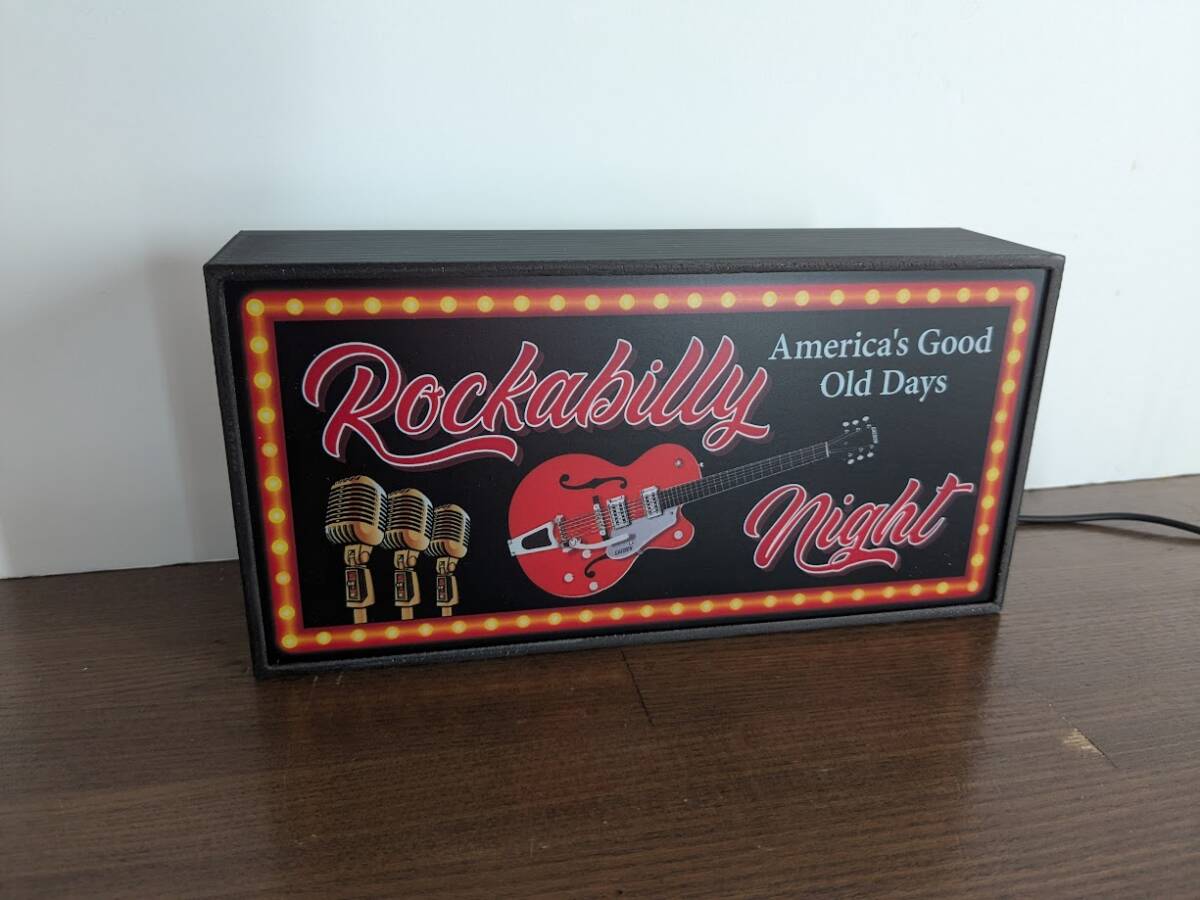 Rockabilly
America's Good
Old Days
Night